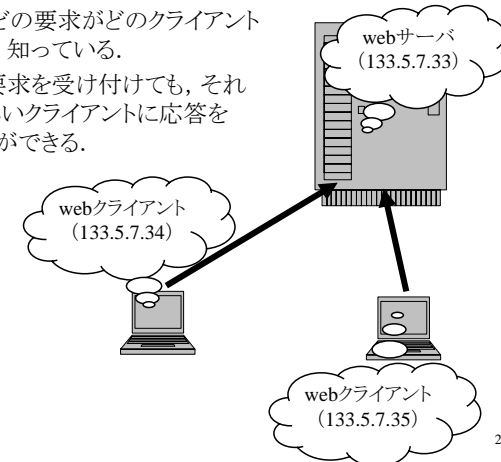 どの要求がどのクライアント
知っている.
要求を受け付けても, それ
いクライアントに応答を
ができる.
webサーバ
(133.5.7.33)
webクライアント
(133.5.7.34)
webクライアント
(133.5.7.35)
2